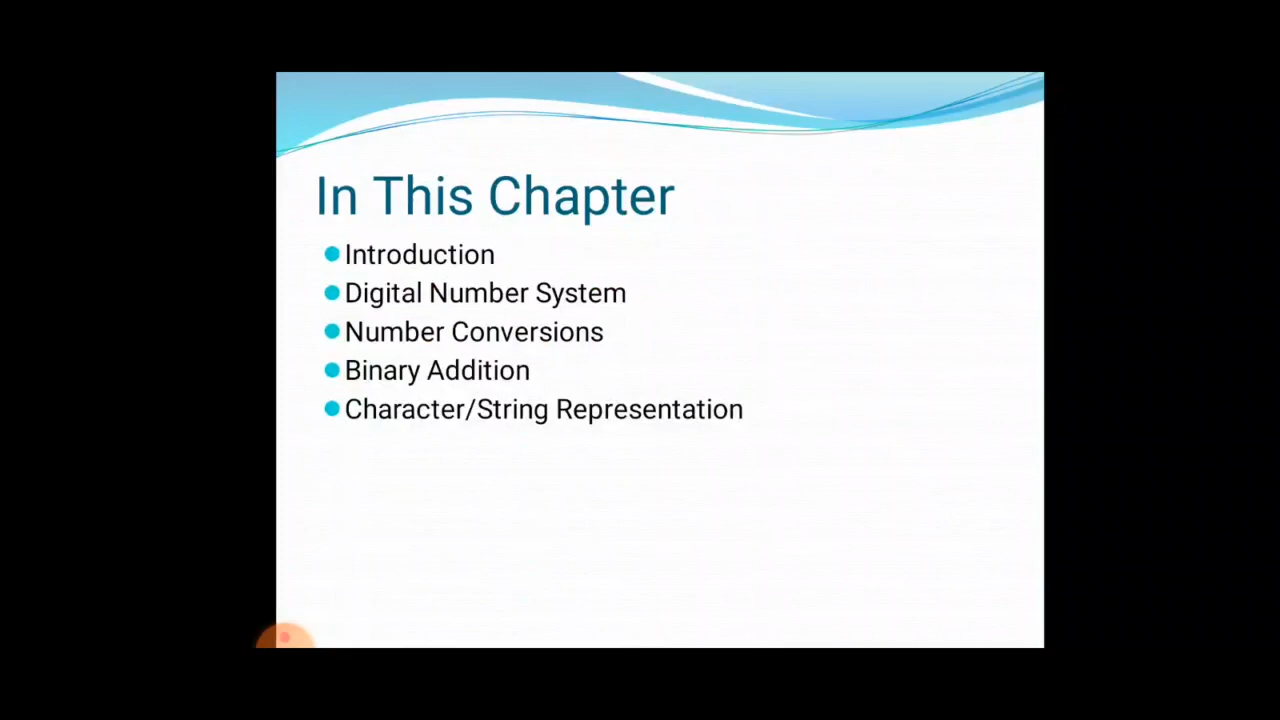 In This Chapter
Introduction
Digital Number System
Number Conversions
Binary Addition
Character/String Representation